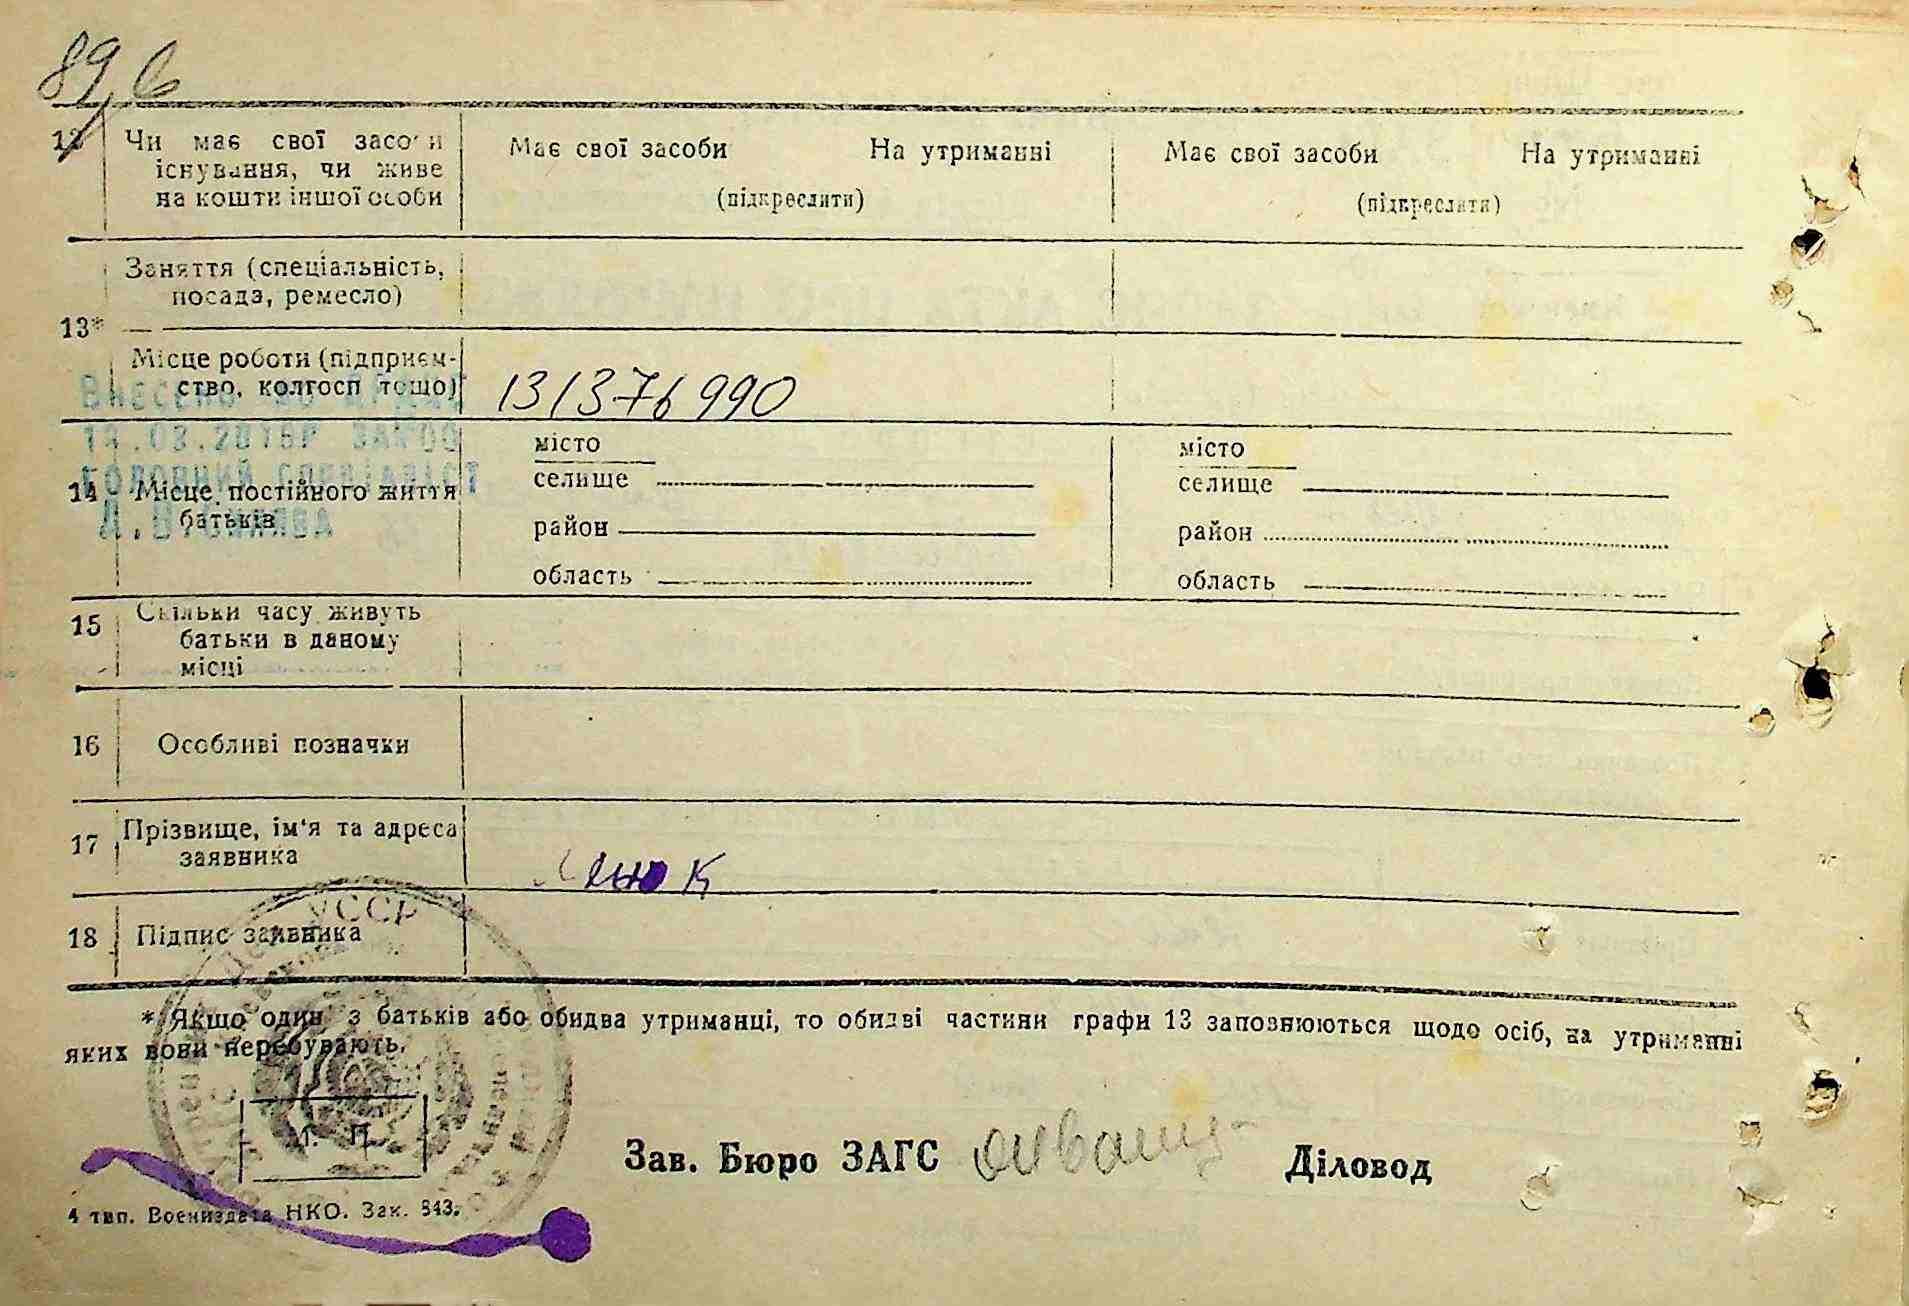 89
12 Чи має свої засоби Має свої засоби На утриманні Має свої засоби На утриманні
існування, чи живе
на кошти іншої особи (підкреслити) (підкреслити)
Заняття (спеціальність,
посада, ремесло)
13*
Місце роботи (підприєм-
ство, колгосп тощо) 131376990
Внесено до
ГОЛОВНИЙ СПЕЦІАЛІСТ
14 Місце постійного життя
батьків
місто місто
селище селище
район район
область область
15 Скільки часу живуть
батьки в даному
місці
16 Особливі позначки
17 Прізвище, ім'я та адреса
заявника
18 Підпис заявника
УССР
* Якщо один з батьків або обидва утриманці, то обидві частини графи 13 запознюються щодо осіб, на утриманні
яких вони перебувають.
М. П.
Зав. Бюро ЗАГС Діловод
4 тип. Воениздата НКО. Зак. 843.